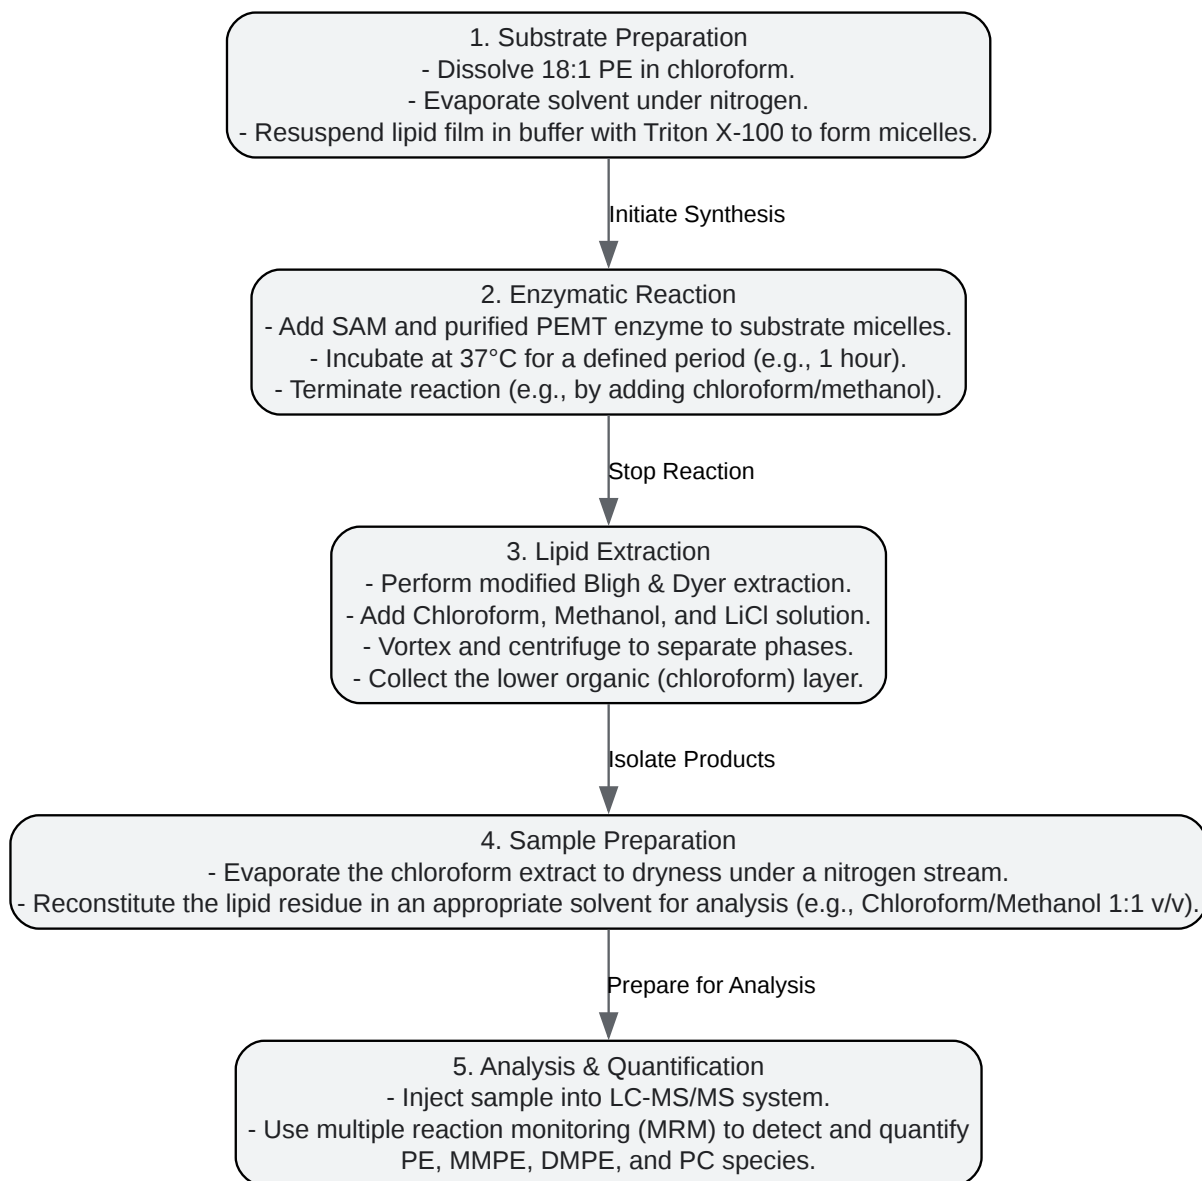 1. Substrate Preparation
- Dissolve 18:1 PE in chloroform.
- Evaporate solvent under nitrogen.
- Resuspend lipid film in buffer with Triton X-100 to form micelles.
Initiate Synthesis
2. Enzymatic Reaction
- Add SAM and purified PEMT enzyme to substrate micelles.
- Incubate at 37°C for a defined period (e.g., 1 hour).
- Terminate reaction (e.g., by adding chloroform/methanol).
Stop Reaction
3. Lipid Extraction
- Perform modified Bligh & Dyer extraction.
- Add Chloroform, Methanol, and LiCl solution.
- Vortex and centrifuge to separate phases.
- Collect the lower organic (chloroform) layer.
Isolate Products
4. Sample Preparation
- Evaporate the chloroform extract to dryness under a nitrogen stream.
- Reconstitute the lipid residue in an appropriate solvent for analysis (e.g., Chloroform/Methanol 1:1 v/v).
Prepare for Analysis
5. Analysis & Quantification
- Inject sample into LC-MS/MS system.
- Use multiple reaction monitoring (MRM) to detect and quantify
PE, MMPE, DMPE, and PC species.